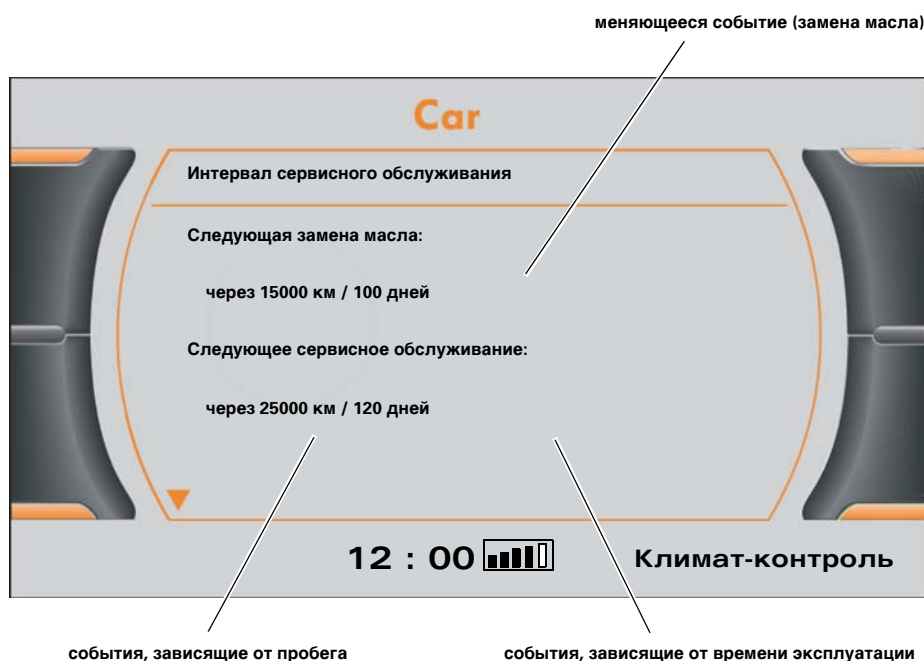 меняющееся событие (замена масла)
Car
Интервал сервисного обслуживания
Следующая замена масла:
через 15000 км / 100 дней
Следующее сервисное обслуживание:
через 25000 км / 120 дней
12 : 00
Климат-контроль
события, зависящие от пробега
события, зависящие от времени эксплуатации